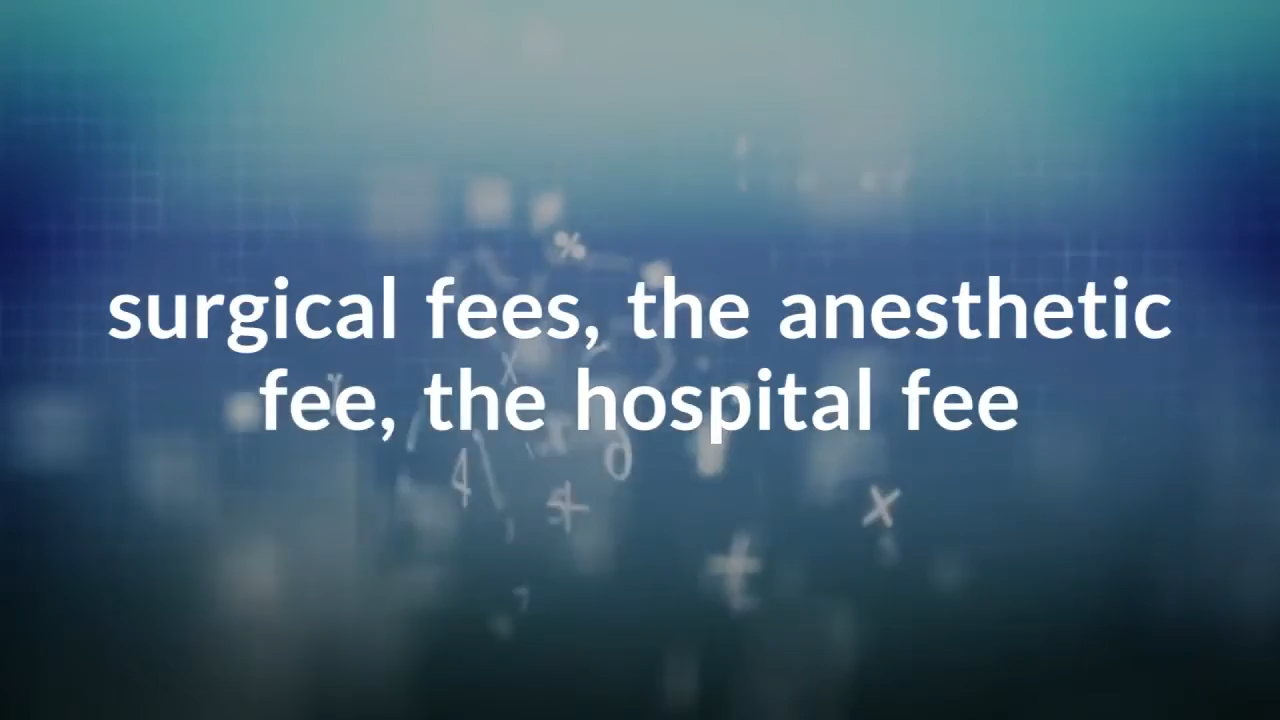 surgical fees, the anesthetic
fee, the hospital fee